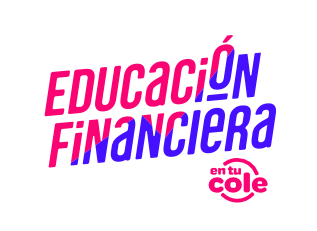 EDUCACIÓN
FINANCIERA
en tu
cole